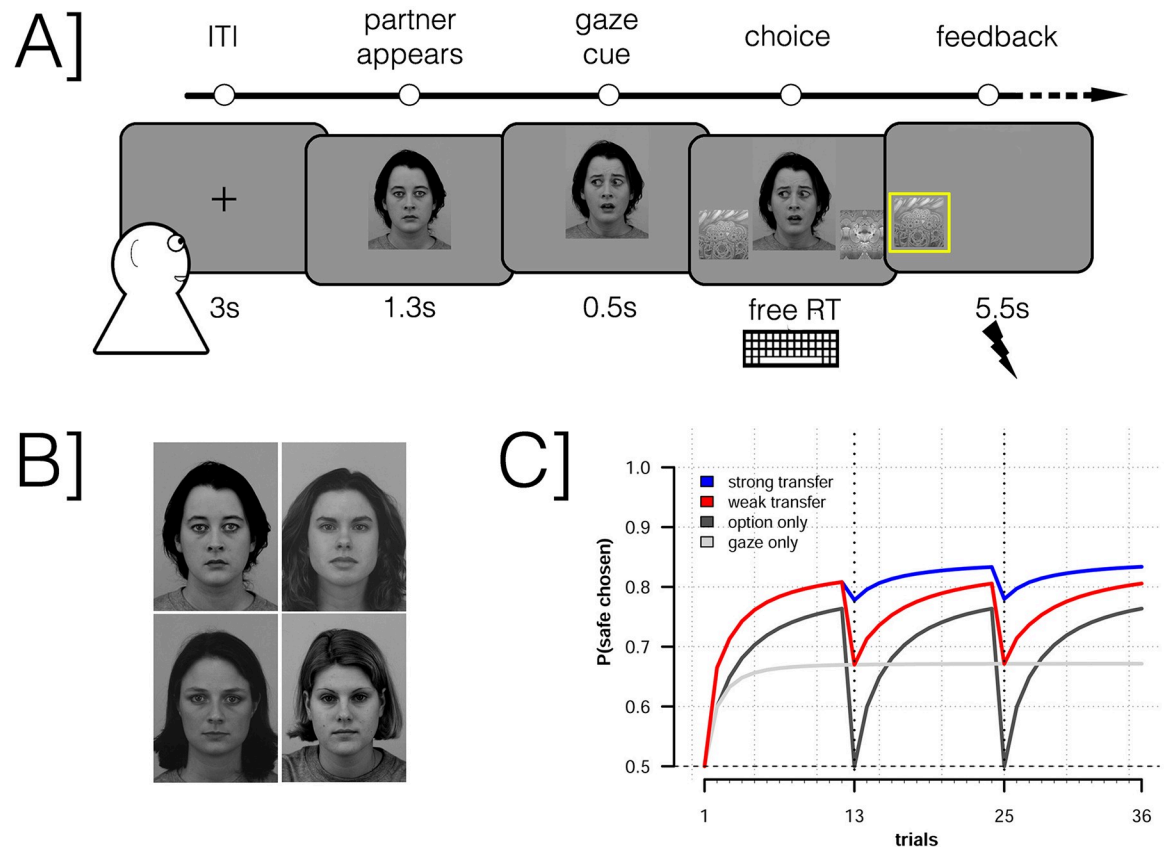 A]
ITI
partner
appears
gaze
cue
choice
feedback
3s
1.3s
0.5s
free RT
5.5s
B]
C]
P(safe chosen)
1.0
0.9
0.8
0.7
0.6
0.5
strong transfer
weak transfer
option only
gaze only
1
13
25
36
trials